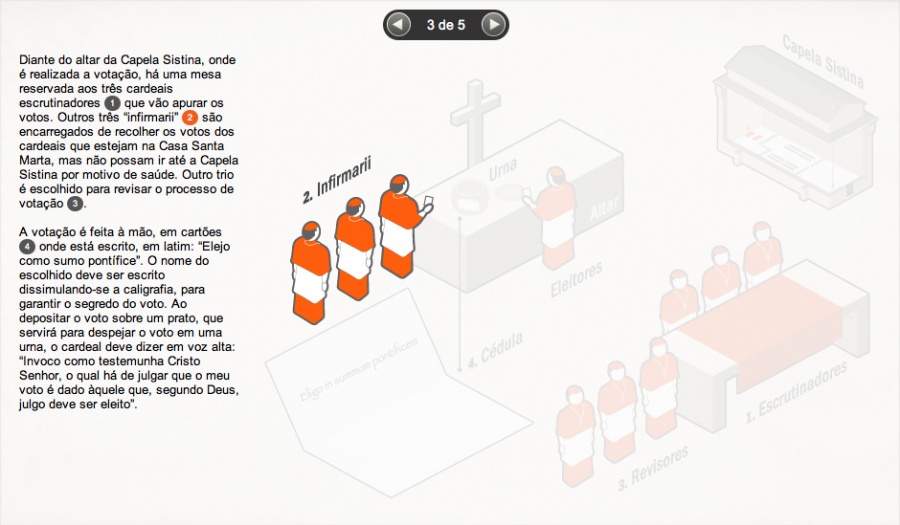 3 de 5
Diante do altar da Capela Sistina, onde
é realizada a votação, há uma mesa
reservada aos três cardeais
escrutinadores 1 que vão apurar os
votos. Outros três “infirmarii” 2 são
encarregados de recolher os votos dos
cardeais que estejam na Casa Santa
Marta, mas não possam ir até a Capela
Sistina por motivo de saúde. Outro trio
é escolhido para revisar o processo de
votação 3.
A votação é feita à mão, em cartões
4 onde está escrito, em latim: “Elejo
como sumo pontífice”. O nome do
escolhido deve ser escrito
dissimulando-se a caligrafia, para
garantir o segredo do voto. Ao
depositar o voto sobre um prato, que
servirá para despejar o voto em uma
urna, o cardeal deve dizer em voz alta:
“Invoco como testemunha Cristo
Senhor, o qual há de julgar que o meu
voto é dado àquele que, segundo Deus,
julgo deve ser eleito”.
Capela Sistina
2. Infirmarii
Urna
Altar
Eleitores
4. Cédula
Eligo in summum pontificem
1. Escrutinadores
3. Revisores